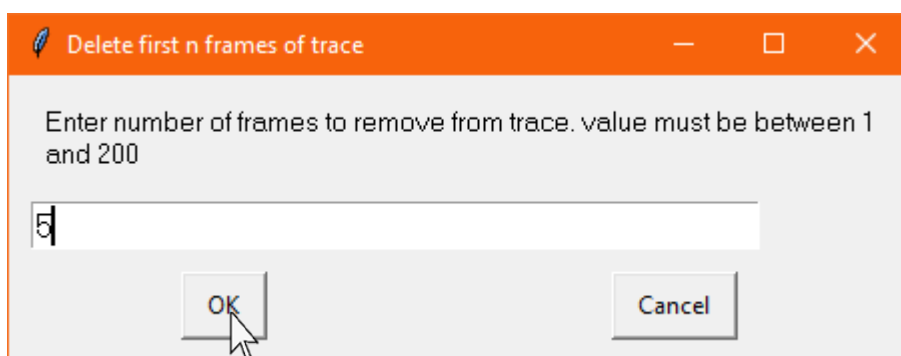 Delete first n frames of trace
Enter number of frames to remove from trace. value must be between 1
and 200
5
OK
Cancel